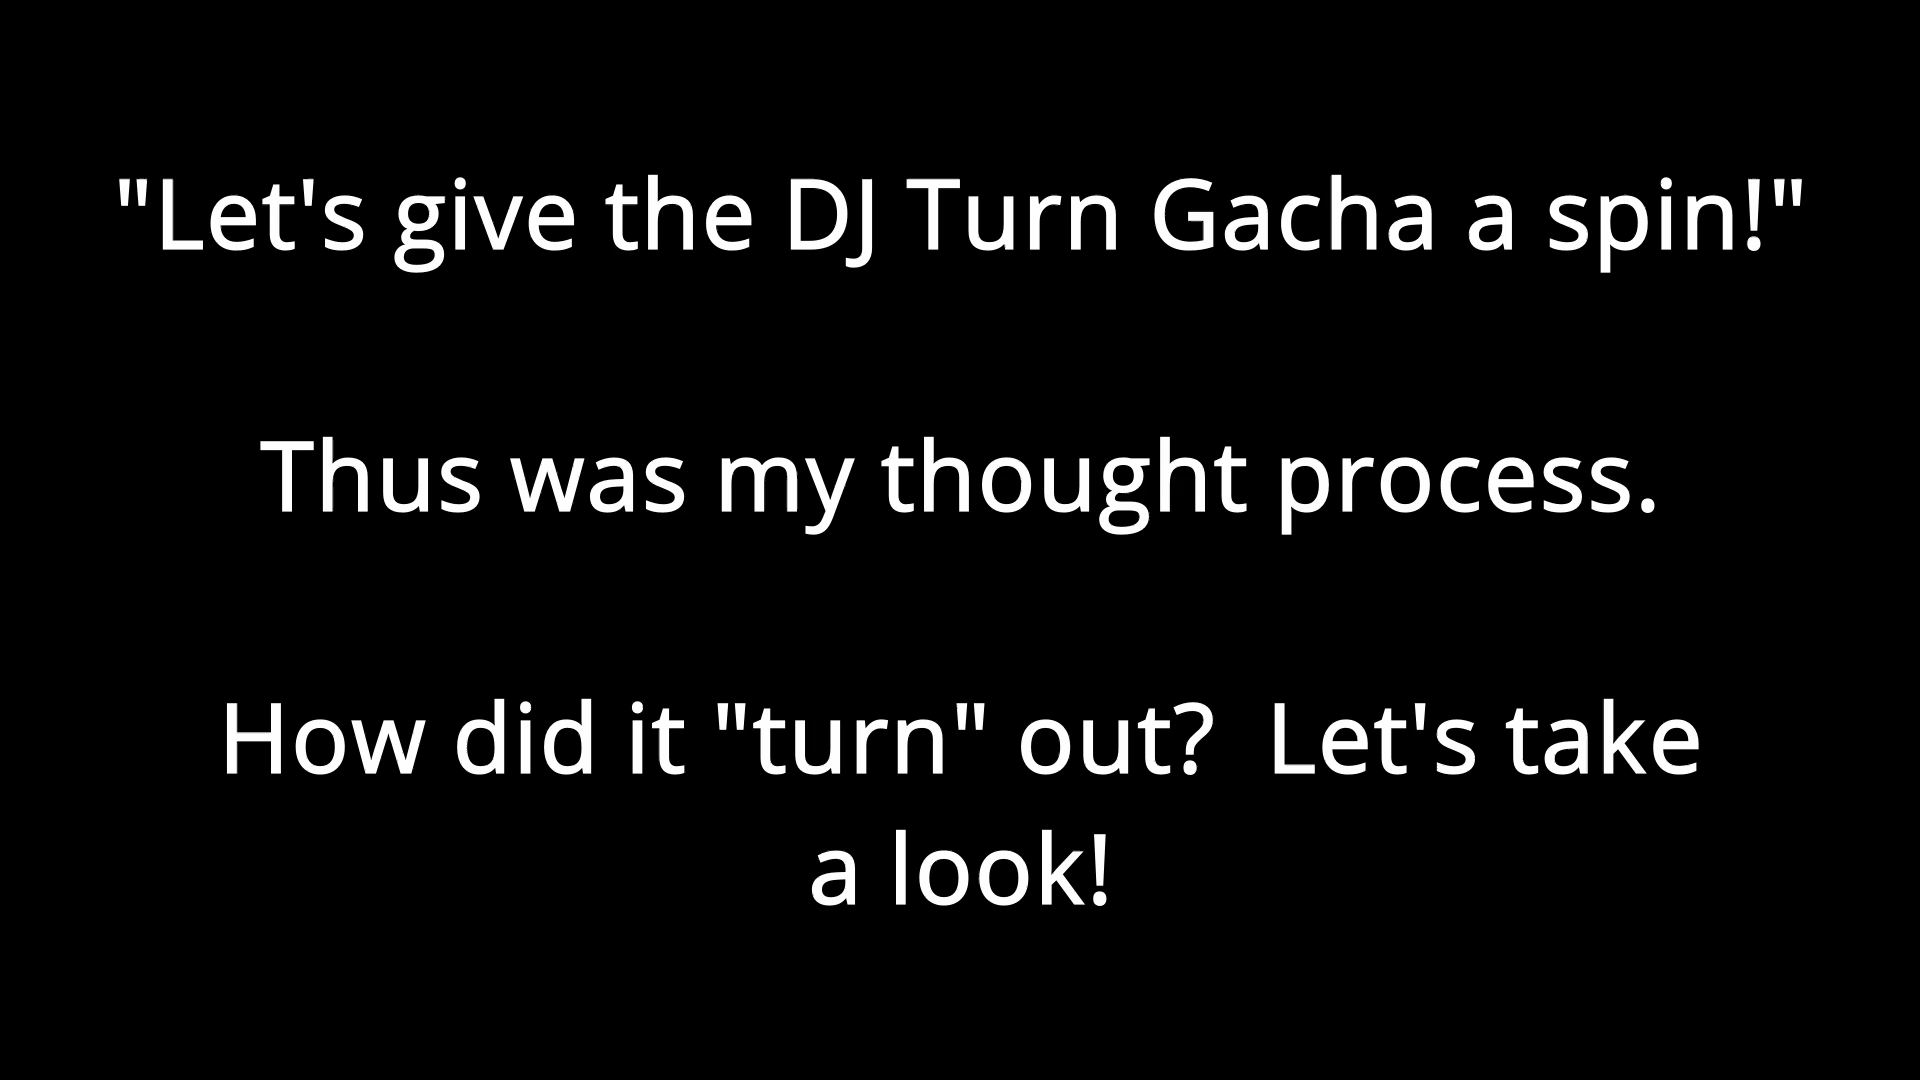 "Let's give the DJ Turn Gacha a spin!"
Thus was my thought process.
How did it "turn" out?  Let's take
a look!